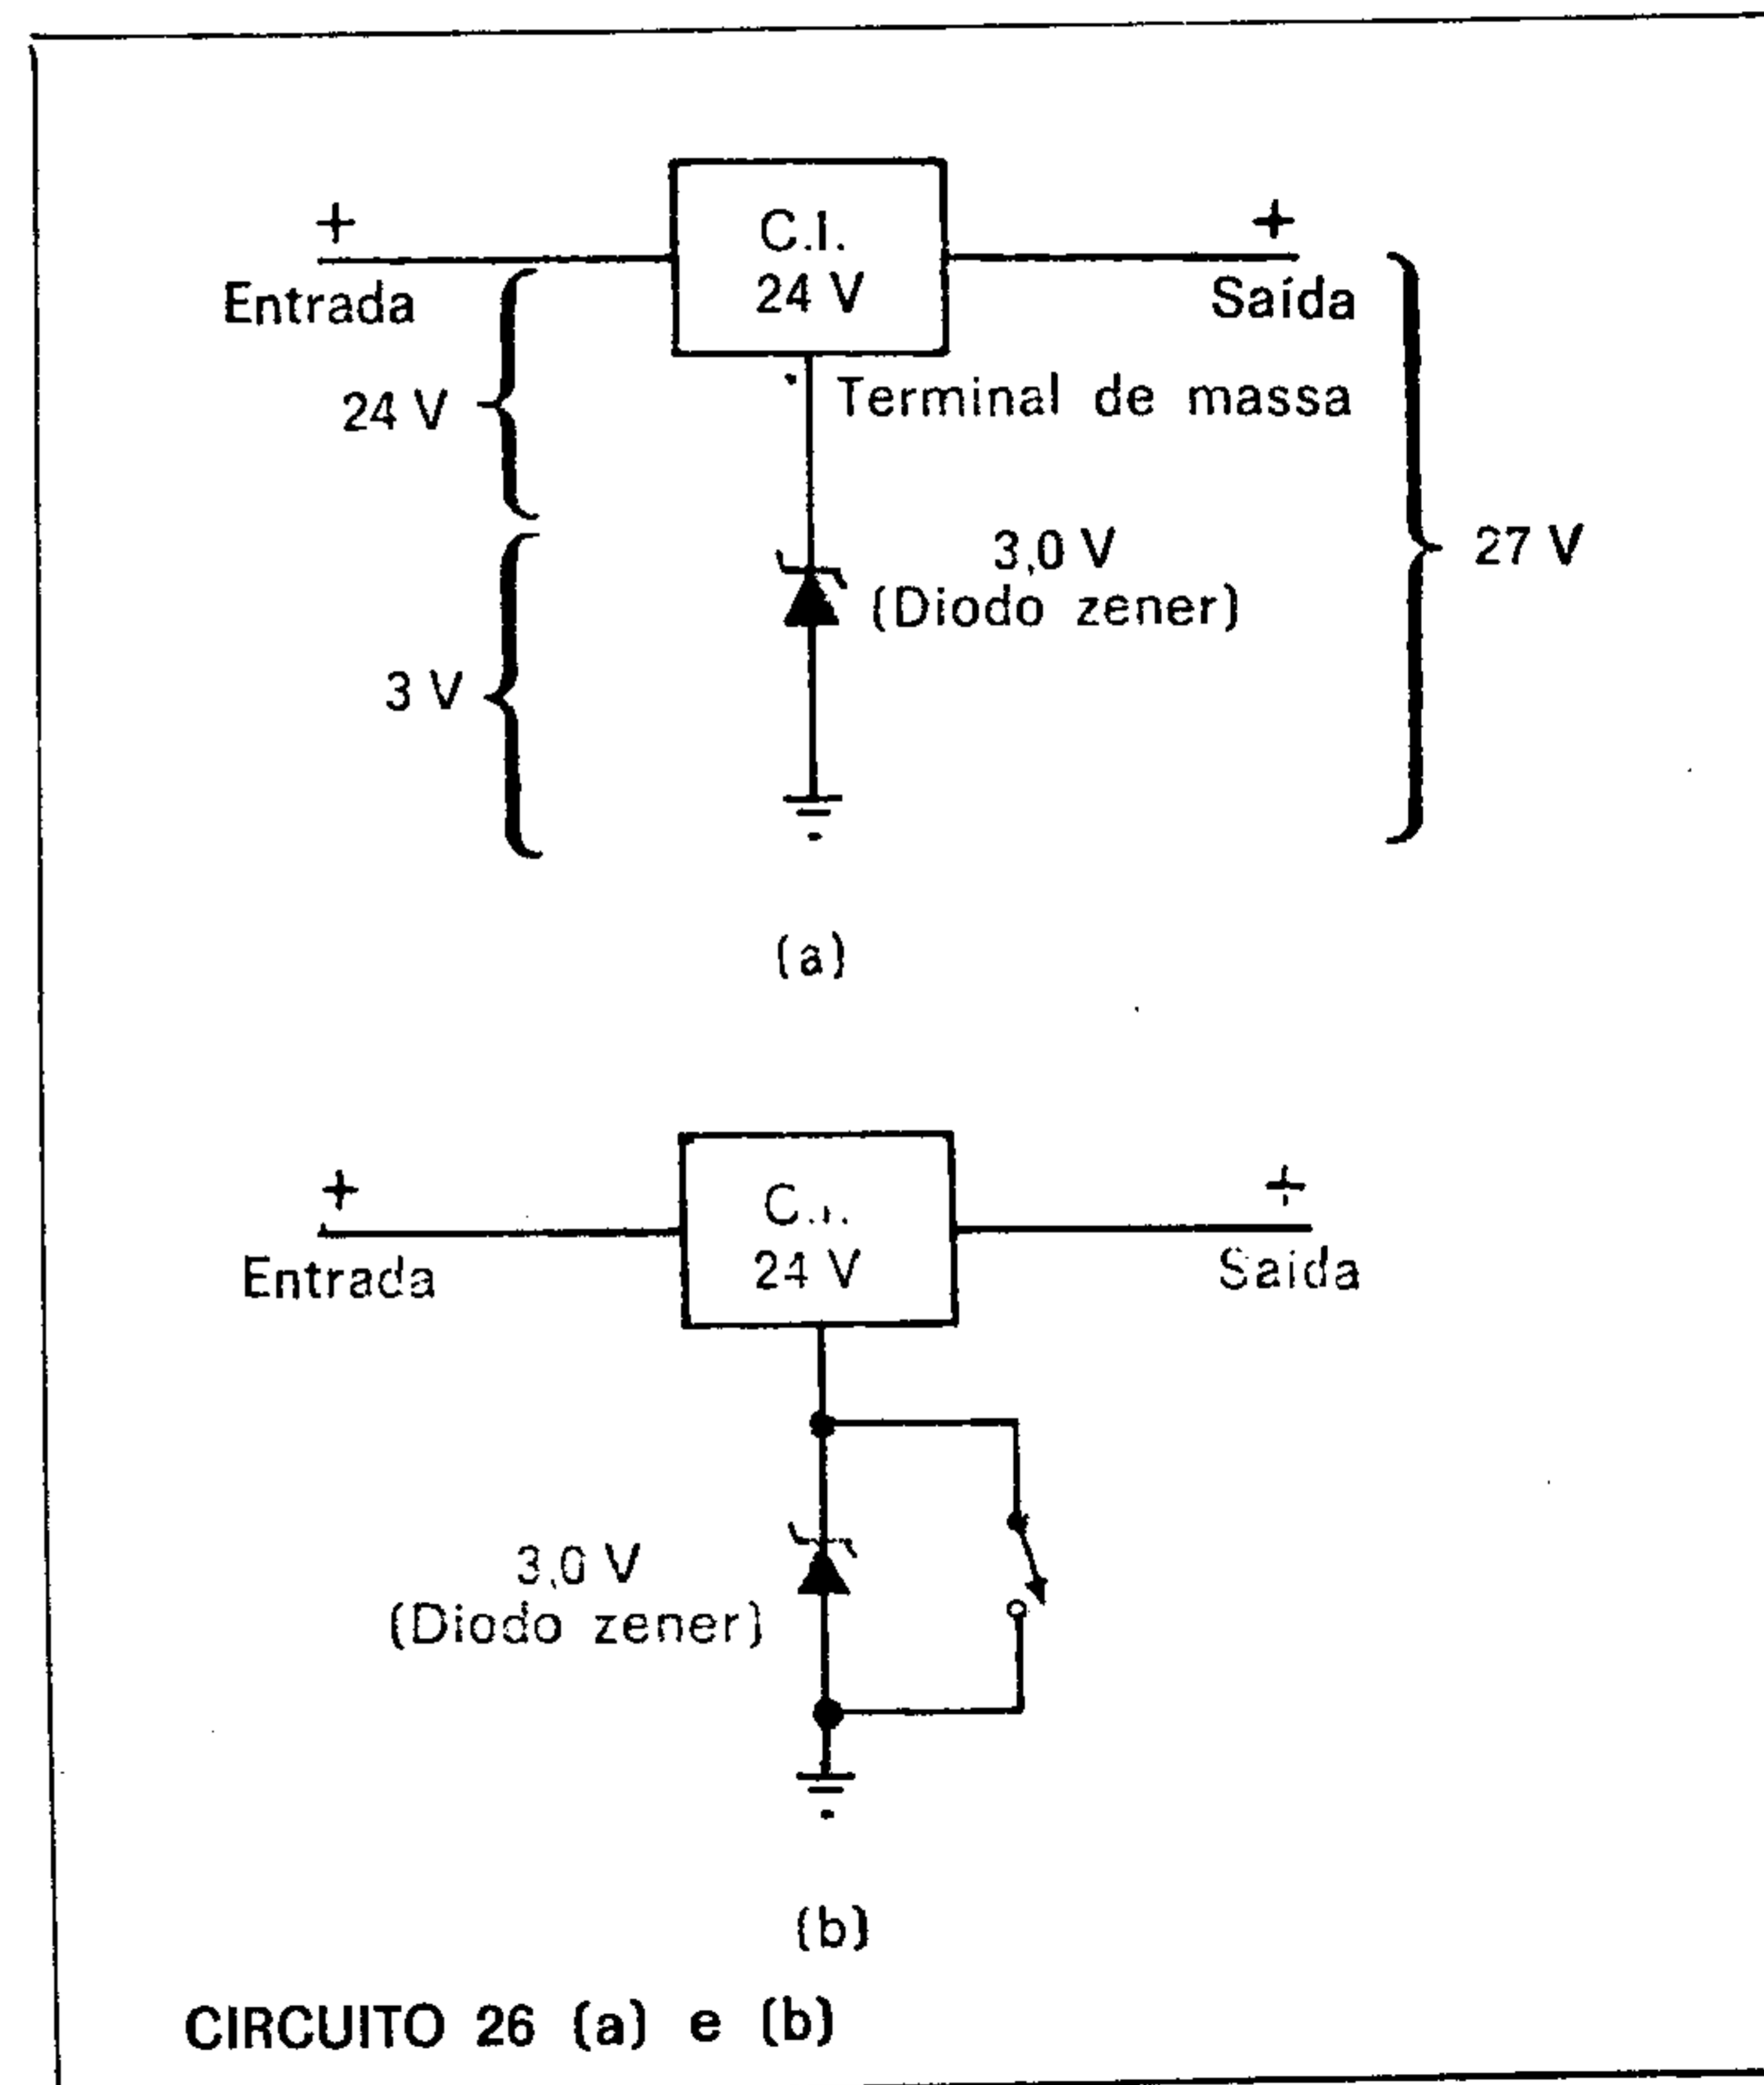 +
+
C.I.
24 V
Entrada
Saída
24 V
Terminal de massa
3,0 V
(Diodo zener)
27 V
3 V
(a)
+
+
C.I.
24 V
Entrada
Saída
3,0 V
(Diodo zener)
(b)
CIRCUITO 26 (a) e (b)